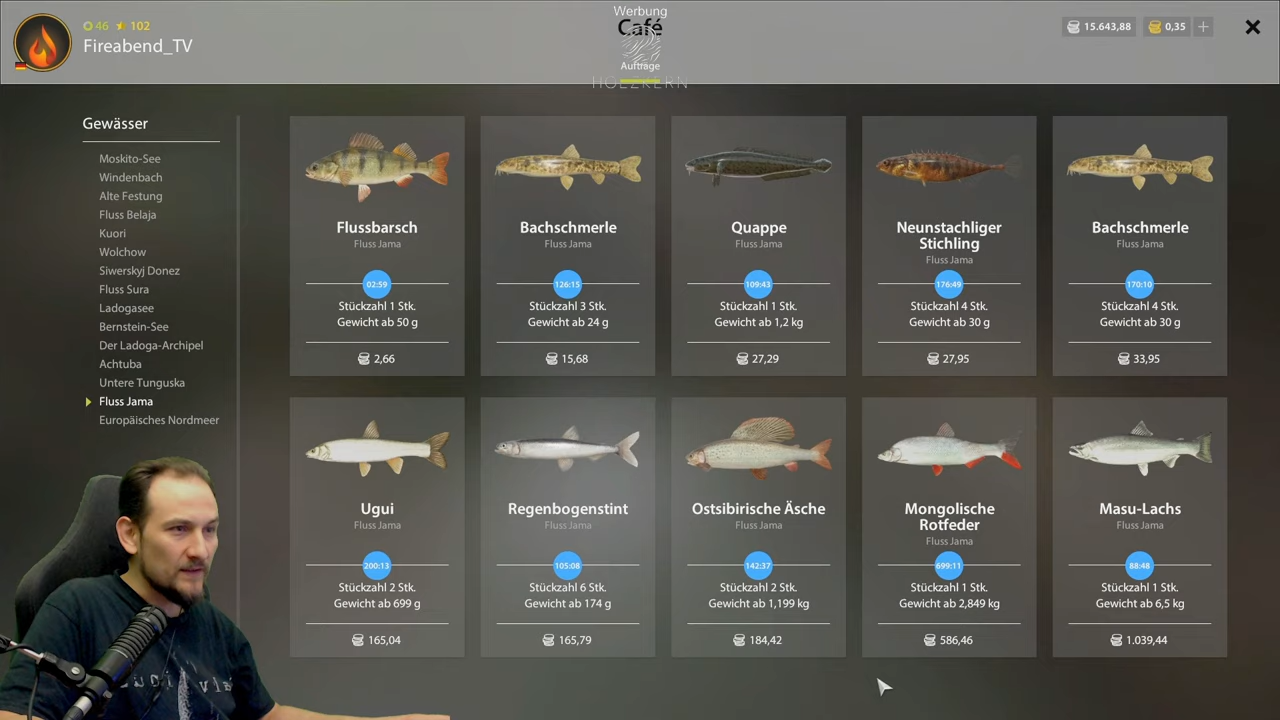 46 102
Fireabend_TV
Werbung
Café
Aufträge
HOLZKERN
15.643,88
0,35
Gewässer
Moskito-See
Windenbach
Alte Festung
Fluss Belaja
Kuori
Wolchow
Siwerskyj Donez
Fluss Sura
Ladogasee
Bernstein-See
Der Ladoga-Archipel
Achtuba
Untere Tunguska
Fluss Jama
Europäisches Nordmeer
Flussbarsch
Fluss Jama
02:59
Stückzahl 1 Stk.
Gewicht ab 50 g
2,66
Bachschmerle
Fluss Jama
126:15
Stückzahl 3 Stk.
Gewicht ab 24 g
15,68
Quappe
Fluss Jama
109:43
Stückzahl 1 Stk.
Gewicht ab 1,2 kg
27,29
Neunstachliger
Stichling
Fluss Jama
176:49
Stückzahl 4 Stk.
Gewicht ab 30 g
27,95
Bachschmerle
Fluss Jama
170:10
Stückzahl 4 Stk.
Gewicht ab 30 g
33,95
Ugui
Fluss Jama
200:13
Stückzahl 2 Stk.
Gewicht ab 699 g
165,04
Regenbogenstint
Fluss Jama
105:08
Stückzahl 6 Stk.
Gewicht ab 174 g
165,79
Ostsibirische Äsche
Fluss Jama
142:37
Stückzahl 2 Stk.
Gewicht ab 1,199 kg
184,42
Mongolische
Rotfeder
Fluss Jama
699:11
Stückzahl 1 Stk.
Gewicht ab 2,849 kg
586,46
Masu-Lachs
Fluss Jama
88:48
Stückzahl 1 Stk.
Gewicht ab 6,5 kg
1.039,44